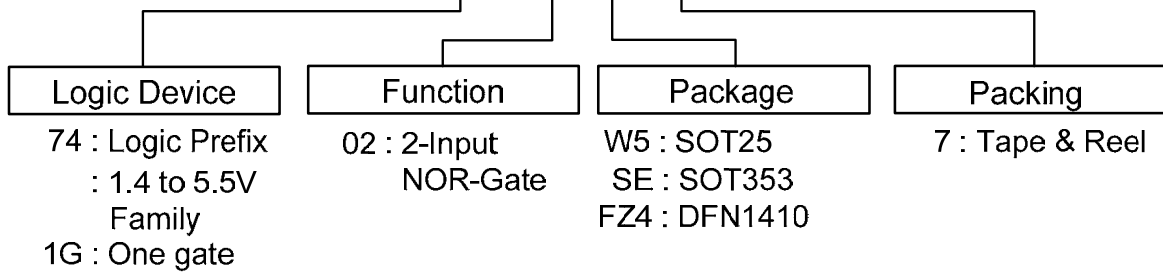 Logic Device
74 : Logic Prefix
: 1.4 to 5.5V
Family
1G : One gate
Function
02 : 2-Input
NOR-Gate
Package
W5 : SOT25
SE : SOT353
FZ4 : DFN1410
Packing
7 : Tape & Reel